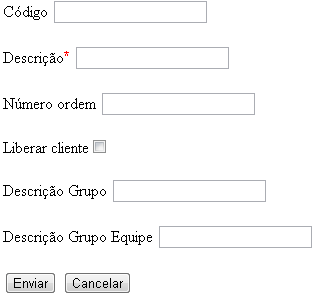 Código
Descrição*
Número ordem
Liberar cliente
Descrição Grupo
Descrição Grupo Equipe
Enviar Cancelar